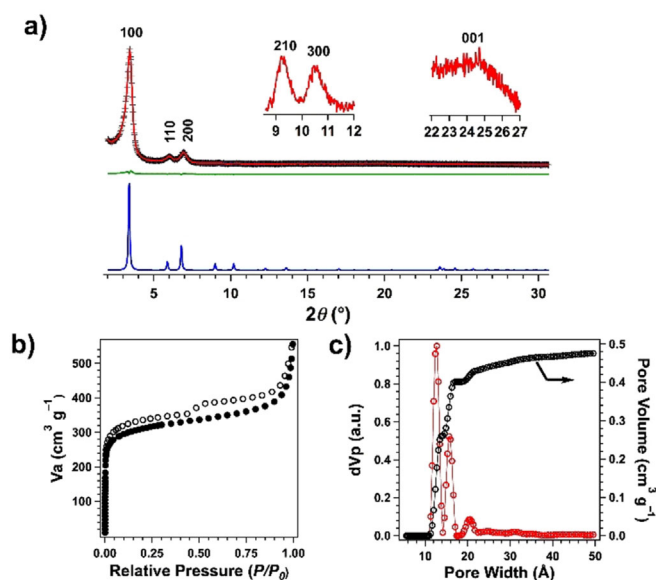 a)
100
110
200
210
300
9 10 11 12
001
22 23 24 25 26 27
5 10 15 20 25 30
2θ (°)
b)
Va (cm³ g⁻¹)
500
400
300
200
100
0.00 0.25 0.50 0.75 1.00
Relative Pressure (P/P₀)
c)
dVp (a.u.)
1.0
0.8
0.6
0.4
0.2
0.0
10 20 30 40 50
Pore Width (Å)
0.5
0.4
0.3
0.2
0.1
0.0
Pore Volume (cm³ g⁻¹)